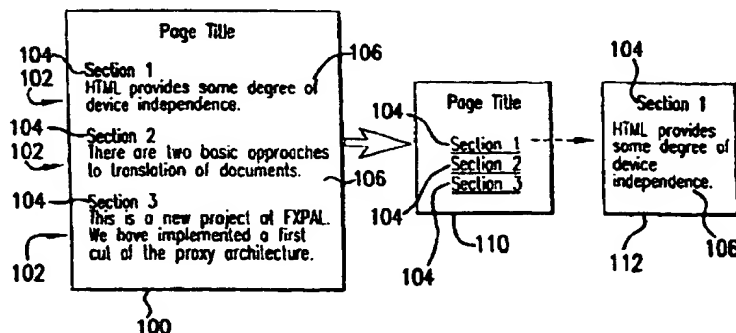 Page Title
104
Section 1
106
HTML provides some degree of
device independence.
102
104
Section 2
102
There are two basic approaches
to translation of documents.
106
104
Section 3
This is a new project at FXPAL.
We have implemented a first
cut of the proxy architecture.
102
100
Page Title
104
Section 1
Section 2
Section 3
104
104
110
104
Section 1
HTML provides
some degree of
device
independence.
106
112